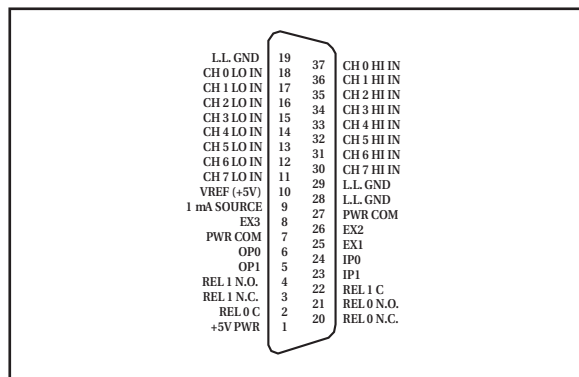 L.L. GND 19
CH 0 LO IN 18
CH 1 LO IN 17
CH 2 LO IN 16
CH 3 LO IN 15
CH 4 LO IN 14
CH 5 LO IN 13
CH 6 LO IN 12
CH 7 LO IN 11
VREF (+5V) 10
1 mA SOURCE 9
EX3 8
PWR COM 7
OP0 6
OP1 5
REL 1 N.O. 4
REL 1 N.C. 3
REL 0 C 2
+5V PWR 1
37 CH 0 HI IN
36 CH 1 HI IN
35 CH 2 HI IN
34 CH 3 HI IN
33 CH 4 HI IN
32 CH 5 HI IN
31 CH 6 HI IN
30 CH 7 HI IN
29 L.L. GND
28 L.L. GND
27 PWR COM
26 EX2
25 EX1
24 IP0
23 IP1
22 REL 1 C
21 REL 0 N.O.
20 REL 0 N.C.